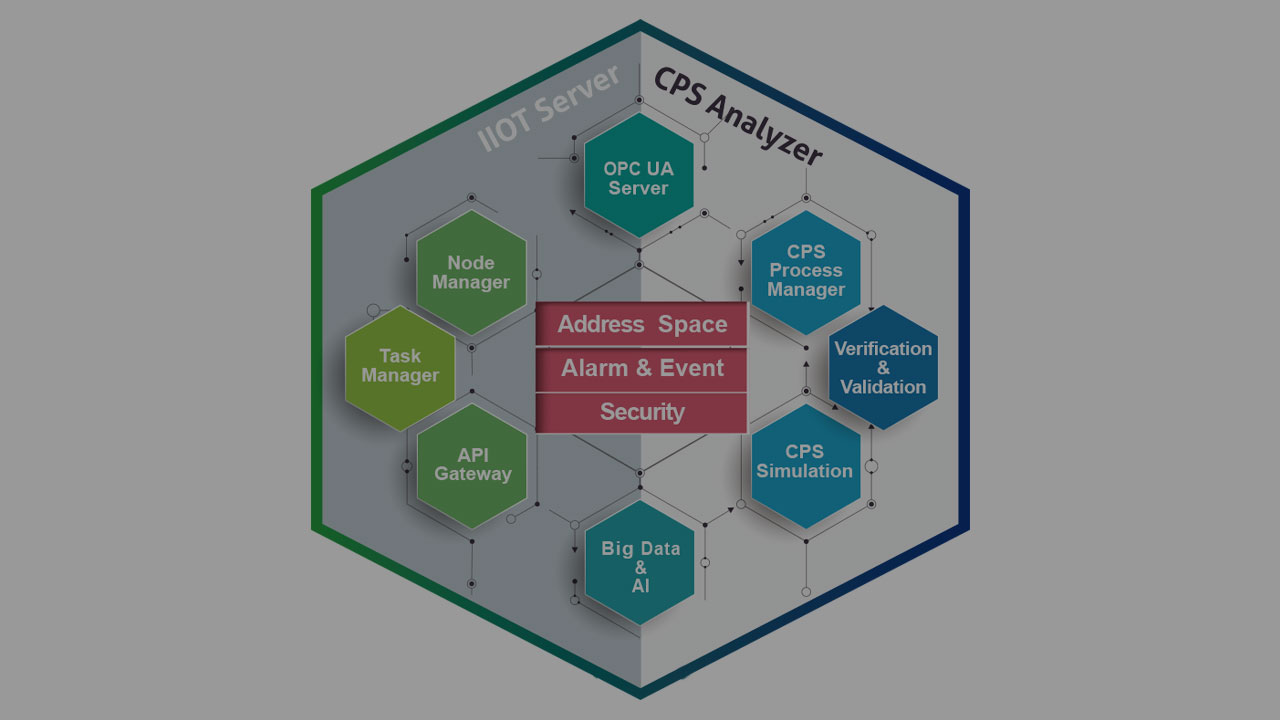 IIOT Server
CPS Analyzer
OPC UA
Server
Node
Manager
CPS
Process
Manager
Address Space
Task
Manager
Alarm & Event
Verification
&
Validation
Security
API
Gateway
CPS
Simulation
Big Data
&
AI